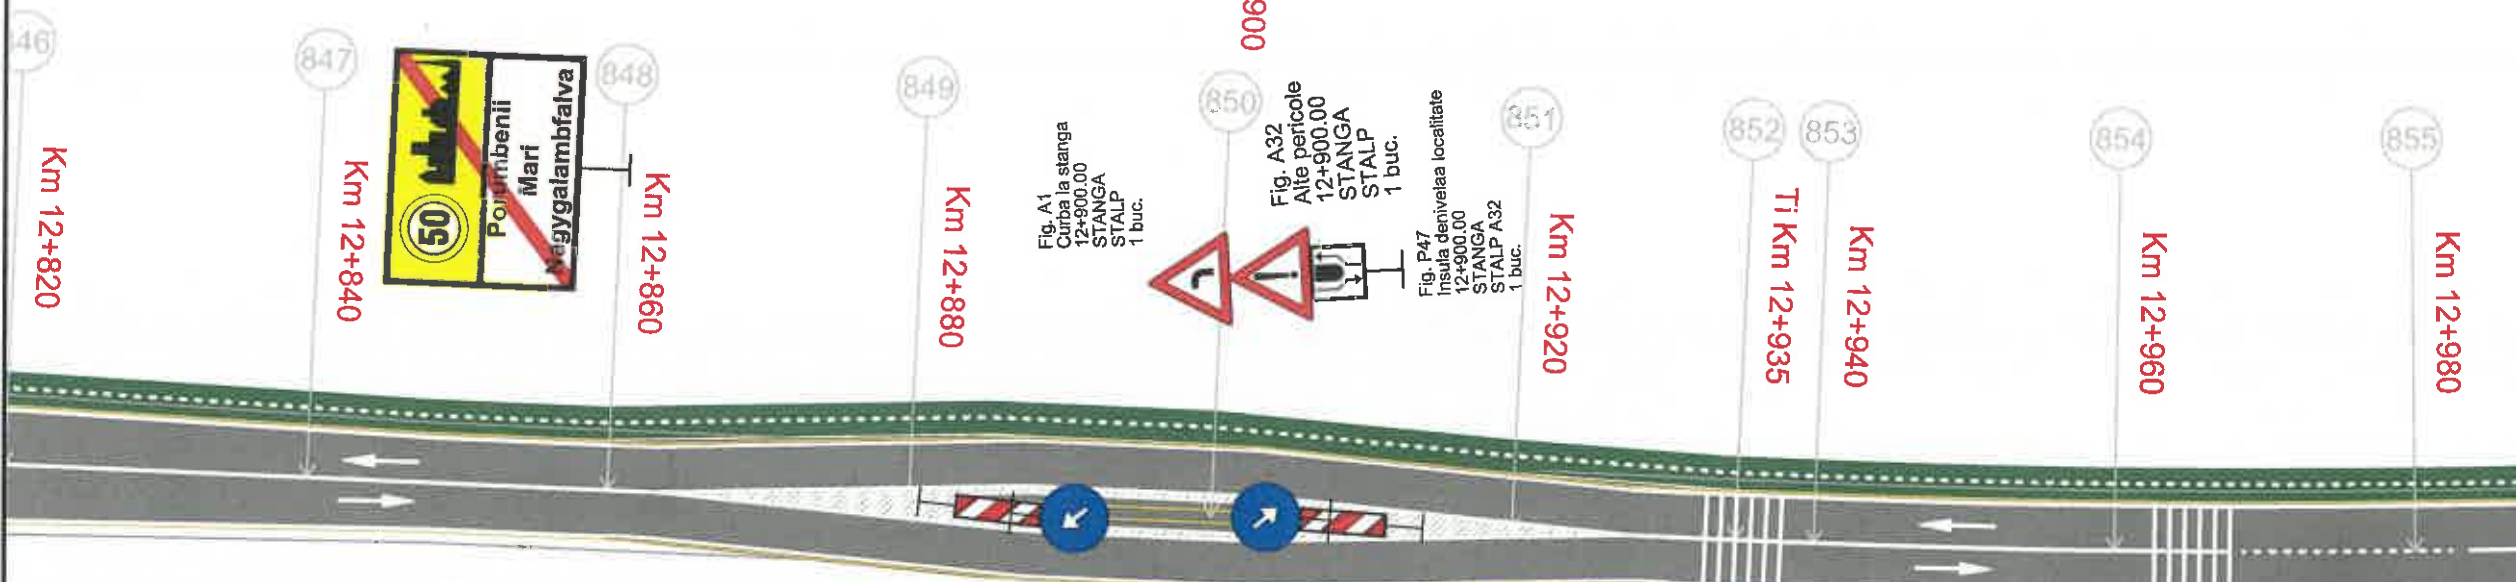 846
847
848
849
850
851
852
853
854
855
Km 12+820
Km 12+840
50
Porumbenii
Mari
Nagygalambfalva
Km 12+860
Km 12+880
Fig. A1
Curba la stanga
12+900.00
STANGA
STALP
1 buc.
900
Fig. A32
Alte pericole
12+900.00
STANGA
STALP
1 buc.
Fig. P47
Insula denivelaa localitate
12+900.00
STANGA
STALP A32
1 buc.
Km 12+920
Ti Km 12+935
Km 12+940
Km 12+960
Km 12+980